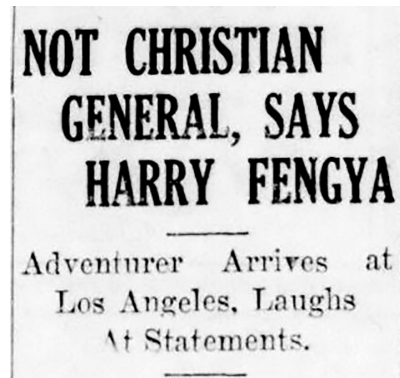 NOT CHRISTIAN
GENERAL, SAYS
HARRY FENGYA
Adventurer Arrives at
Los Angeles, Laughs
At Statements.